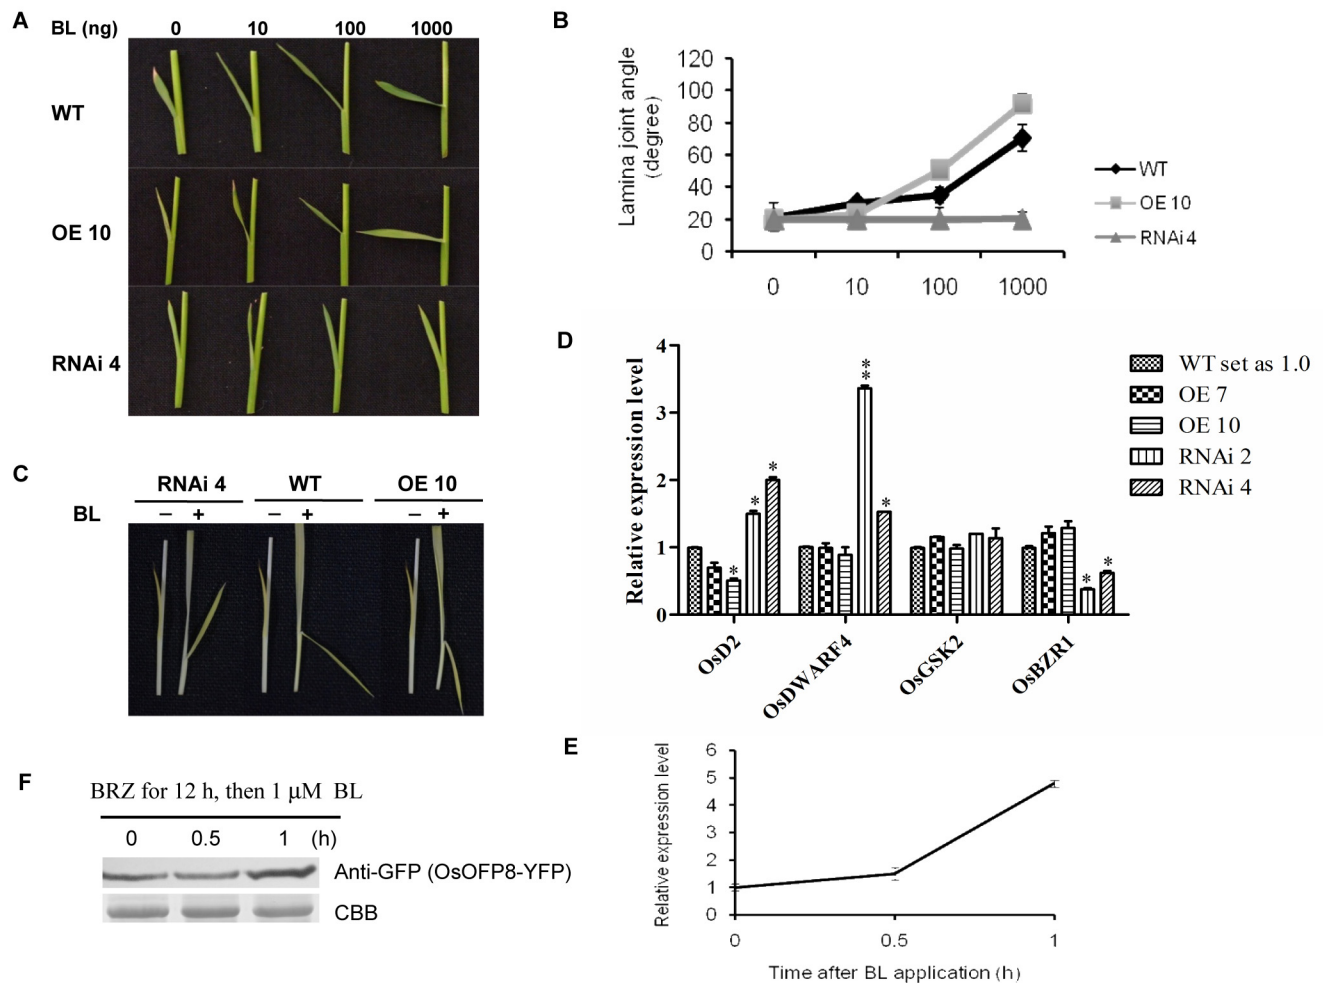 A
BL (ng) 0 10 100 1000
WT
OE 10
RNAi 4
B
Lamina joint angle
(degree)
120
100
80
60
40
20
0
0 10 100 1000
WT
OE 10
RNAi 4
C
RNAi 4 WT OE 10
BL – + – + – +
D
Relative expression level
4
3
2
1
0
* * * ** * * *
OsD2 OsDWARF4 OsGSK2 OsBZR1
WT set as 1.0
OE 7
OE 10
RNAi 2
RNAi 4
E
Relative expression level
6
5
4
3
2
1
0
0 0.5 1
Time after BL application (h)
F
BRZ for 12 h, then 1 μM BL
0 0.5 1 (h)
Anti-GFP (OsOFP8-YFP)
CBB